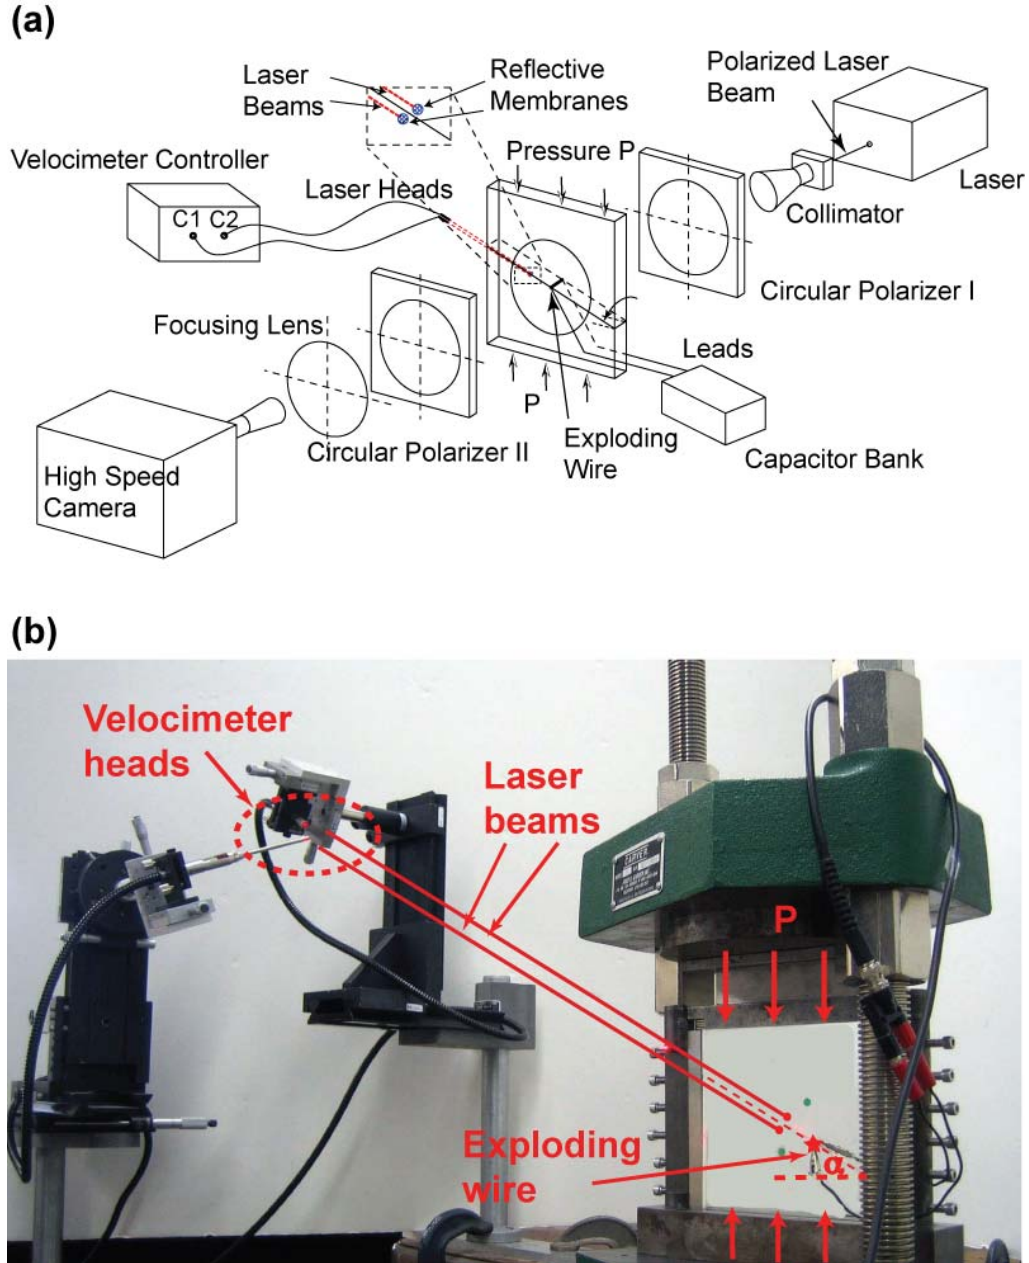 (a)
Laser
Beams
Reflective
Membranes
Polarized Laser
Beam
Velocimeter Controller
Laser Heads
Pressure P
Laser
Collimator
C1 C2
Circular Polarizer I
Focusing Lens
Leads
P
Circular Polarizer II
Exploding
Wire
Capacitor Bank
High Speed
Camera
(b)
Velocimeter
heads
Laser
beams
CARVER
P
Exploding
wire
α